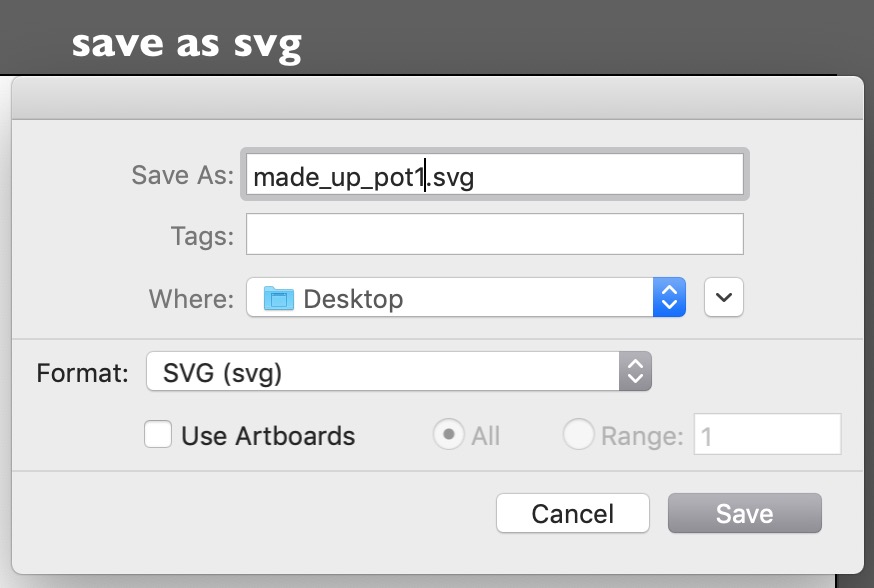 save as svg
Save As: made_up_pot1.svg
Tags:
Where: Desktop
Format: SVG (svg)
Use Artboards All Range: 1
Cancel Save